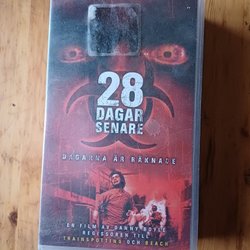 28
DAGAR
SENARE
DAGARNA ÄR RÄKNADE
EN FILM AV DANNY BOYLE
REGISSÖREN TILL
TRAINSPOTTING OCH BEACH